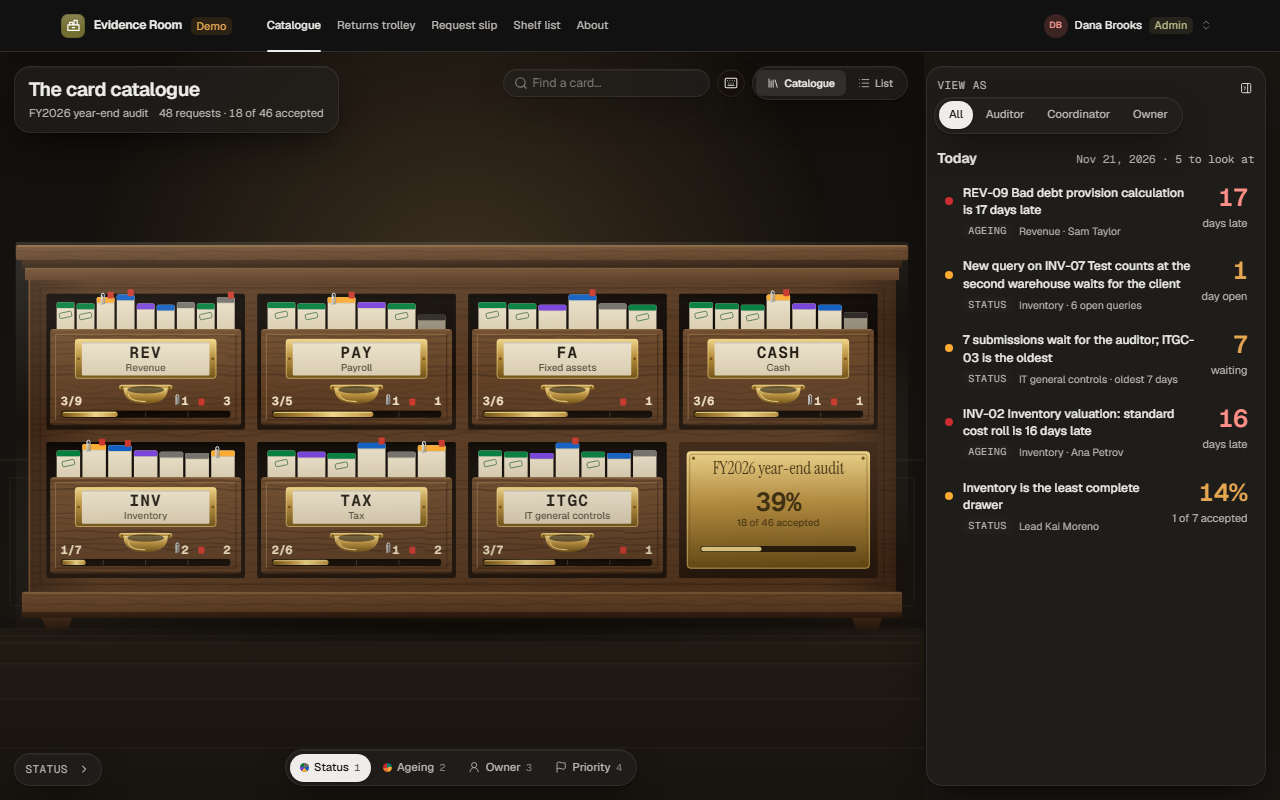 Evidence Room Demo
Catalogue Returns trolley Request slip Shelf list About
DB Dana Brooks Admin
The card catalogue
FY2026 year-end audit 48 requests · 18 of 46 accepted
Find a card...
Catalogue List
REV
Revenue
3/9 1 3
PAY
Payroll
3/5 1 1
FA
Fixed assets
3/6 1
CASH
Cash
3/6 1 1
INV
Inventory
1/7 2 2
TAX
Tax
2/6 1 2
ITGC
IT general controls
3/7 1
FY2026 year-end audit
39%
18 of 46 accepted
STATUS
Status 1 Ageing 2 Owner 3 Priority 4
VIEW AS
All Auditor Coordinator Owner
Today Nov 21, 2026 · 5 to look at
REV-09 Bad debt provision calculation
is 17 days late
17
days late
AGEING Revenue · Sam Taylor
New query on INV-07 Test counts at the
second warehouse waits for the client
1
day open
STATUS Inventory · 6 open queries
7 submissions wait for the auditor; ITGC-
03 is the oldest
7
waiting
STATUS IT general controls · oldest 7 days
INV-02 Inventory valuation: standard
cost roll is 16 days late
16
days late
AGEING Inventory · Ana Petrov
Inventory is the least complete
drawer
14%
1 of 7 accepted
STATUS Lead Kai Moreno